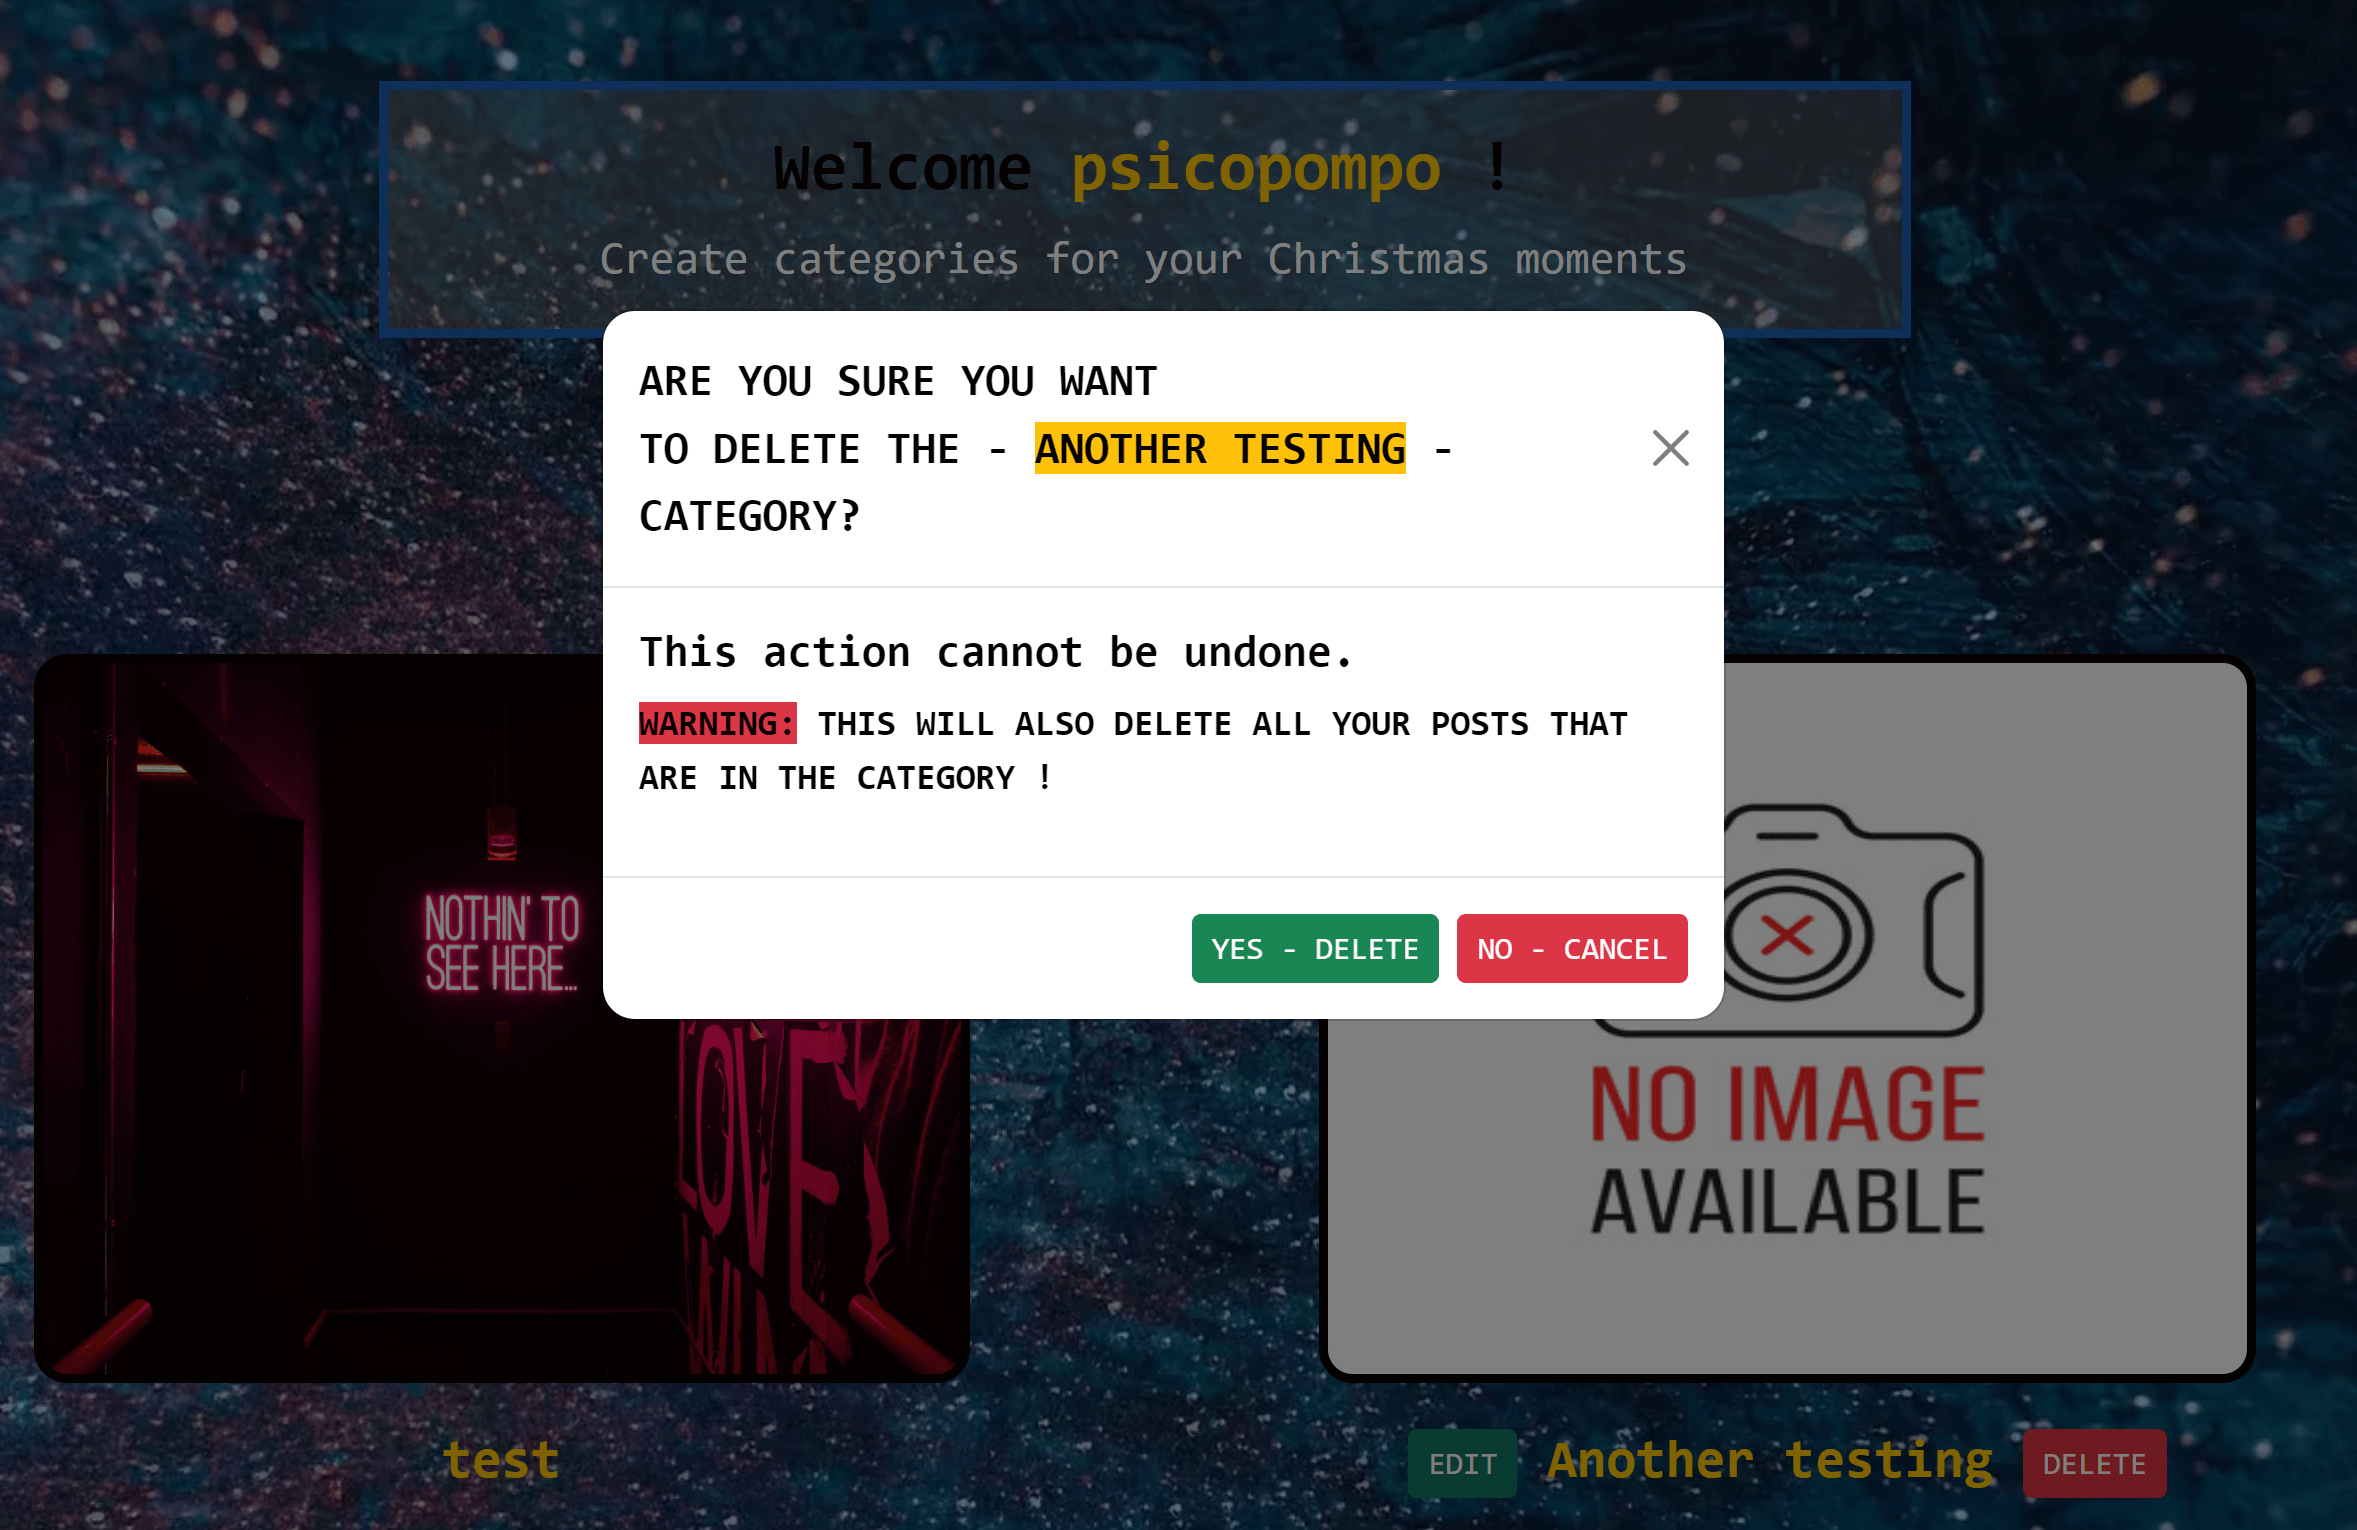 Welcome psicopompo !
Create categories for your Christmas moments
ARE YOU SURE YOU WANT
TO DELETE THE - ANOTHER TESTING -
CATEGORY?
This action cannot be undone.
WARNING: THIS WILL ALSO DELETE ALL YOUR POSTS THAT
ARE IN THE CATEGORY !
YES - DELETE NO - CANCEL
NOTHIN' TO
SEE HERE...
LOVE
NO IMAGE
AVAILABLE
test
EDIT Another testing DELETE